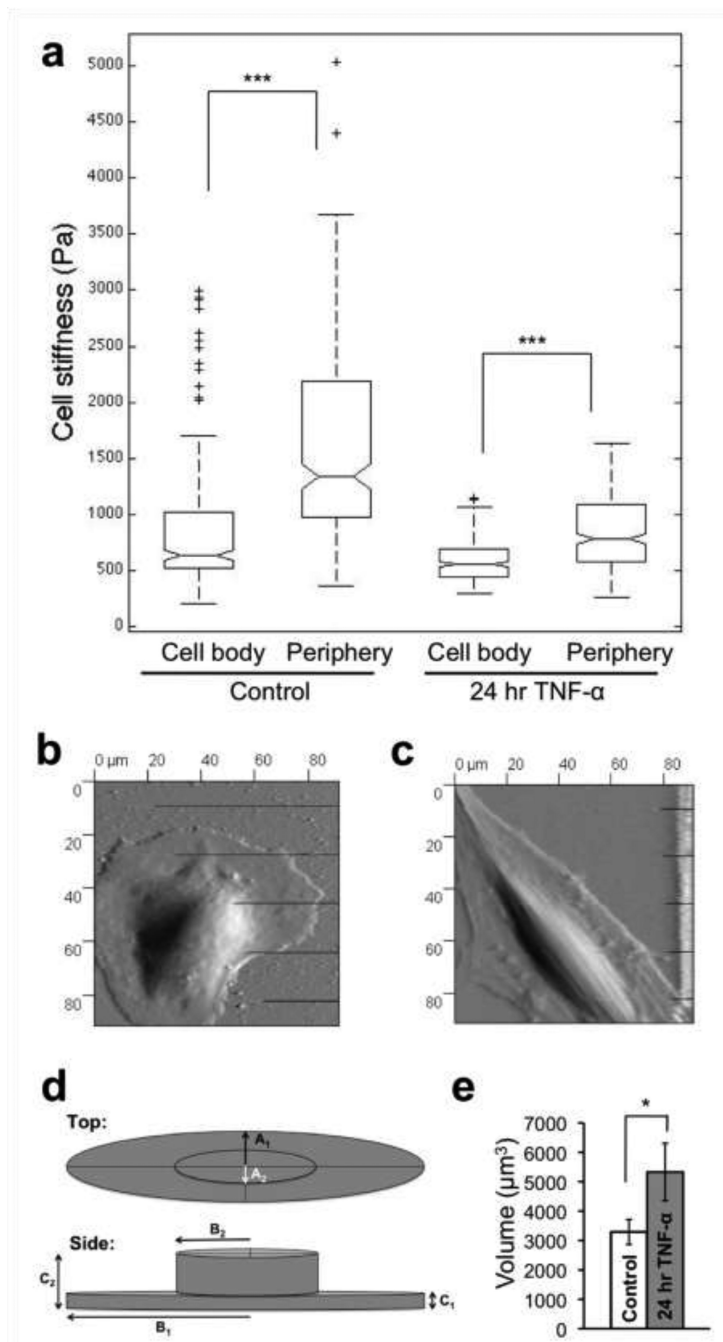 a
Cell stiffness (Pa)
5000
4500
4000
3500
3000
2500
2000
1500
1000
500
0
***
***
Cell body Periphery Cell body Periphery
Control 24 hr TNF-α
b
0 µm 20 40 60 80
0
20
40
60
80
c
0 µm 20 40 60 80
0
20
40
60
80
d
Top:
A₁
A₂
Side:
B₂
C₂
C₁
B₁
e
Volume (µm³)
7000
6000
5000
4000
3000
2000
1000
0
*
Control
24 hr TNF-α